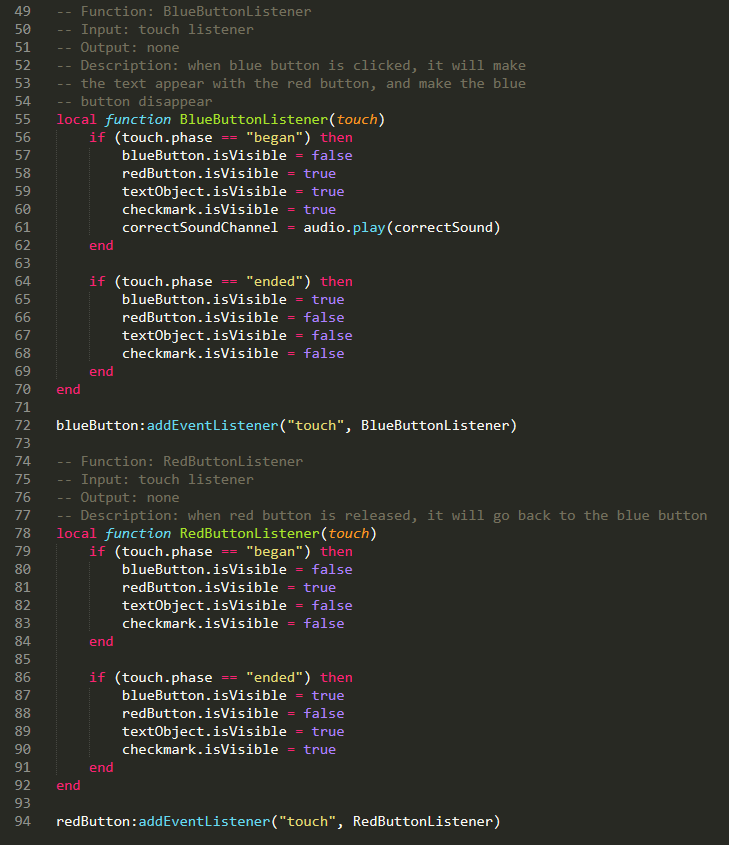 49 -- Function: BlueButtonListener
50 -- Input: touch listener
51 -- Output: none
52 -- Description: when blue button is clicked, it will make
53 -- the text appear with the red button, and make the blue
54 -- button disappear
55 local function BlueButtonListener(touch)
56     if (touch.phase == "began") then
57         blueButton.isVisible = false
58         redButton.isVisible = true
59         textObject.isVisible = true
60         checkmark.isVisible = true
61         correctSoundChannel = audio.play(correctSound)
62     end
63
64     if (touch.phase == "ended") then
65         blueButton.isVisible = true
66         redButton.isVisible = false
67         textObject.isVisible = false
68         checkmark.isVisible = false
69     end
70 end
71
72 blueButton:addEventListener("touch", BlueButtonListener)
73
74 -- Function: RedButtonListener
75 -- Input: touch listener
76 -- Output: none
77 -- Description: when red button is released, it will go back to the blue button
78 local function RedButtonListener(touch)
79     if (touch.phase == "began") then
80         blueButton.isVisible = false
81         redButton.isVisible = true
82         textObject.isVisible = false
83         checkmark.isVisible = false
84     end
85
86     if (touch.phase == "ended") then
87         blueButton.isVisible = true
88         redButton.isVisible = false
89         textObject.isVisible = true
90         checkmark.isVisible = true
91     end
92 end
93
94 redButton:addEventListener("touch", RedButtonListener)